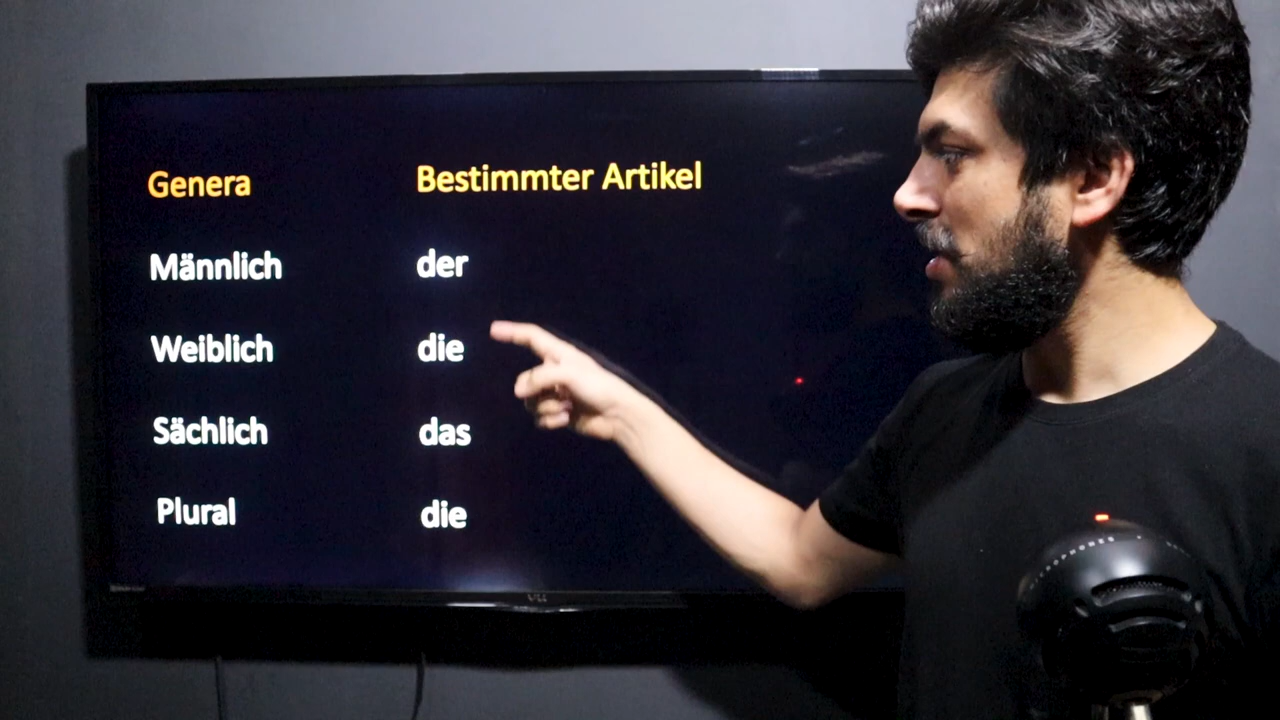 Genera Bestimmter Artikel
Männlich der
Weiblich die
Sächlich das
Plural die